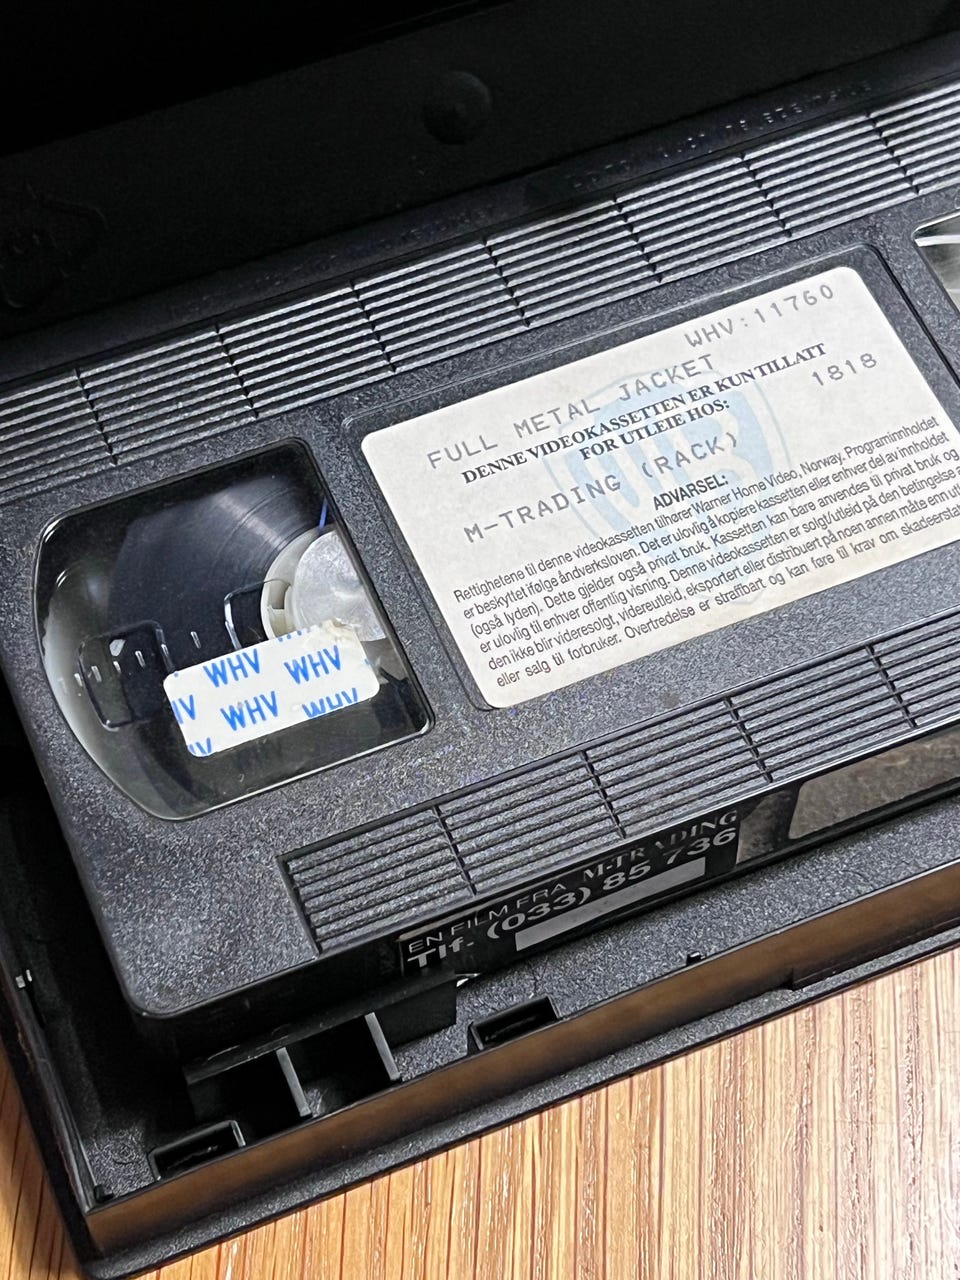 WHV:11760
FULL METAL JACKET
DENNE VIDEOKASSETTEN ER KUN TILLATT
FOR UTLEIE HOS:
1818
M-TRADING (RACK)
ADVARSEL:
Rettighetene til denne videokassetten tilhører Warner Home Video, Norway. Programinnholdet
er beskyttet ifølge åndverksloven. Det er ulovlig å kopiere kassetten eller enhver del av innholdet
(også lyden). Dette gjelder også privat bruk. Kassetten kan bare anvendes til privat bruk og
er ulovlig til enhver offentlig visning. Denne videokassetten er solgt/utleid på den betingelse
den ikke blir videresolgt, videreutleid, eksportert eller distribuert på noen annen måte enn
eller salg til forbruker. Overtredelse er straffbart og kan føre til krav om
WB
WHV WHV
WHV WHV
EN FILM FRA M-TRADING
Tlf. (033) 85 736